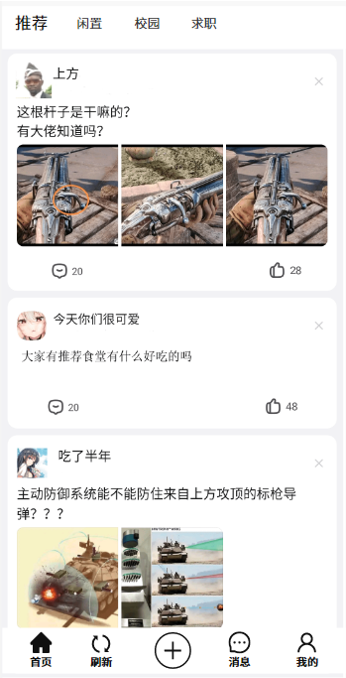 推荐 闲置 校园 求职
上方
这根杆子是干嘛的?
有大佬知道吗?
20 28
今天你们很可爱
大家有推荐食堂有什么好吃的吗
20 48
吃了半年
主动防御系统能不能防住来自上方攻顶的标枪导
弹？？？
首页 刷新 消息 我的